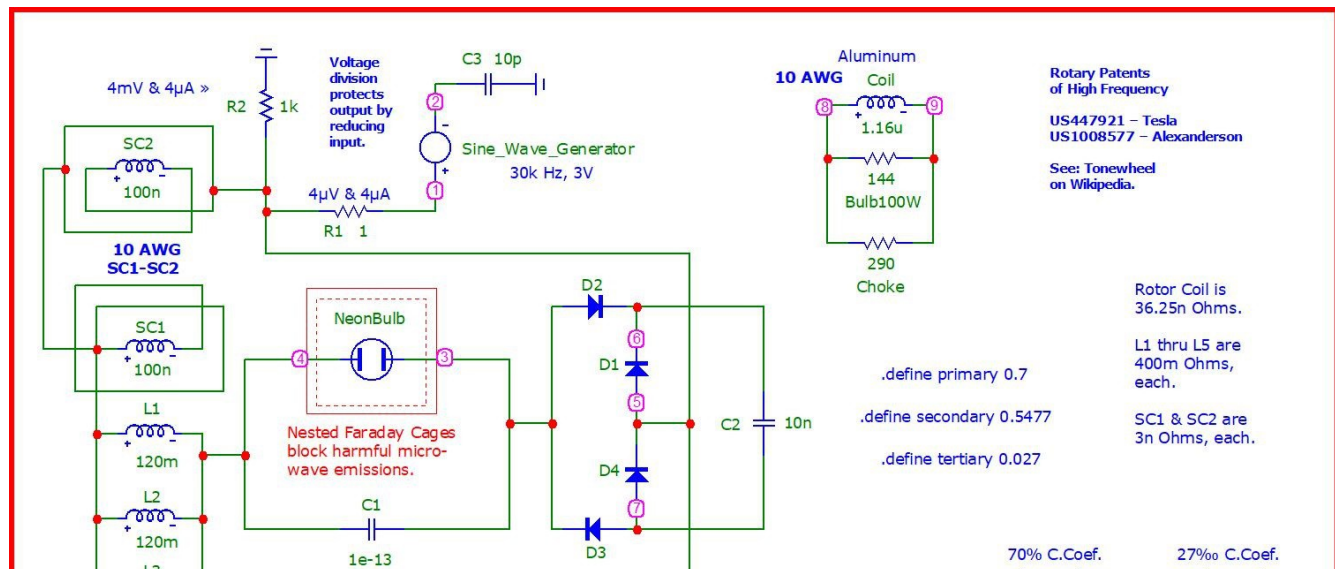 Voltage
division
protects
output by
reducing
input.
4mV & 4µA »
R2
1k
C3 10p
2
-
Sine_Wave_Generator
+
30k Hz, 3V
1
4µV & 4µA
R1 1
Aluminum
10 AWG
Coil
8
9
1.16u
144
Bulb100W
290
Choke
Rotary Patents
of High Frequency
US447921 – Tesla
US1008577 – Alexanderson
See: Tonewheel
on Wikipedia.
SC2
+ -
100n
10 AWG
SC1-SC2
SC1
+ -
100n
L1
+ -
120m
L2
+ -
120m
NeonBulb
4
3
Nested Faraday Cages
block harmful micro-
wave emissions.
C1
1e-13
D2
6
D1
5
D4
7
D3
C2
10n
.define primary 0.7
.define secondary 0.5477
.define tertiary 0.027
Rotor Coil is
36.25n Ohms.
L1 thru L5 are
400m Ohms,
each.
SC1 & SC2 are
3n Ohms, each.
70% C.Coef.
27‰ C.Coef.